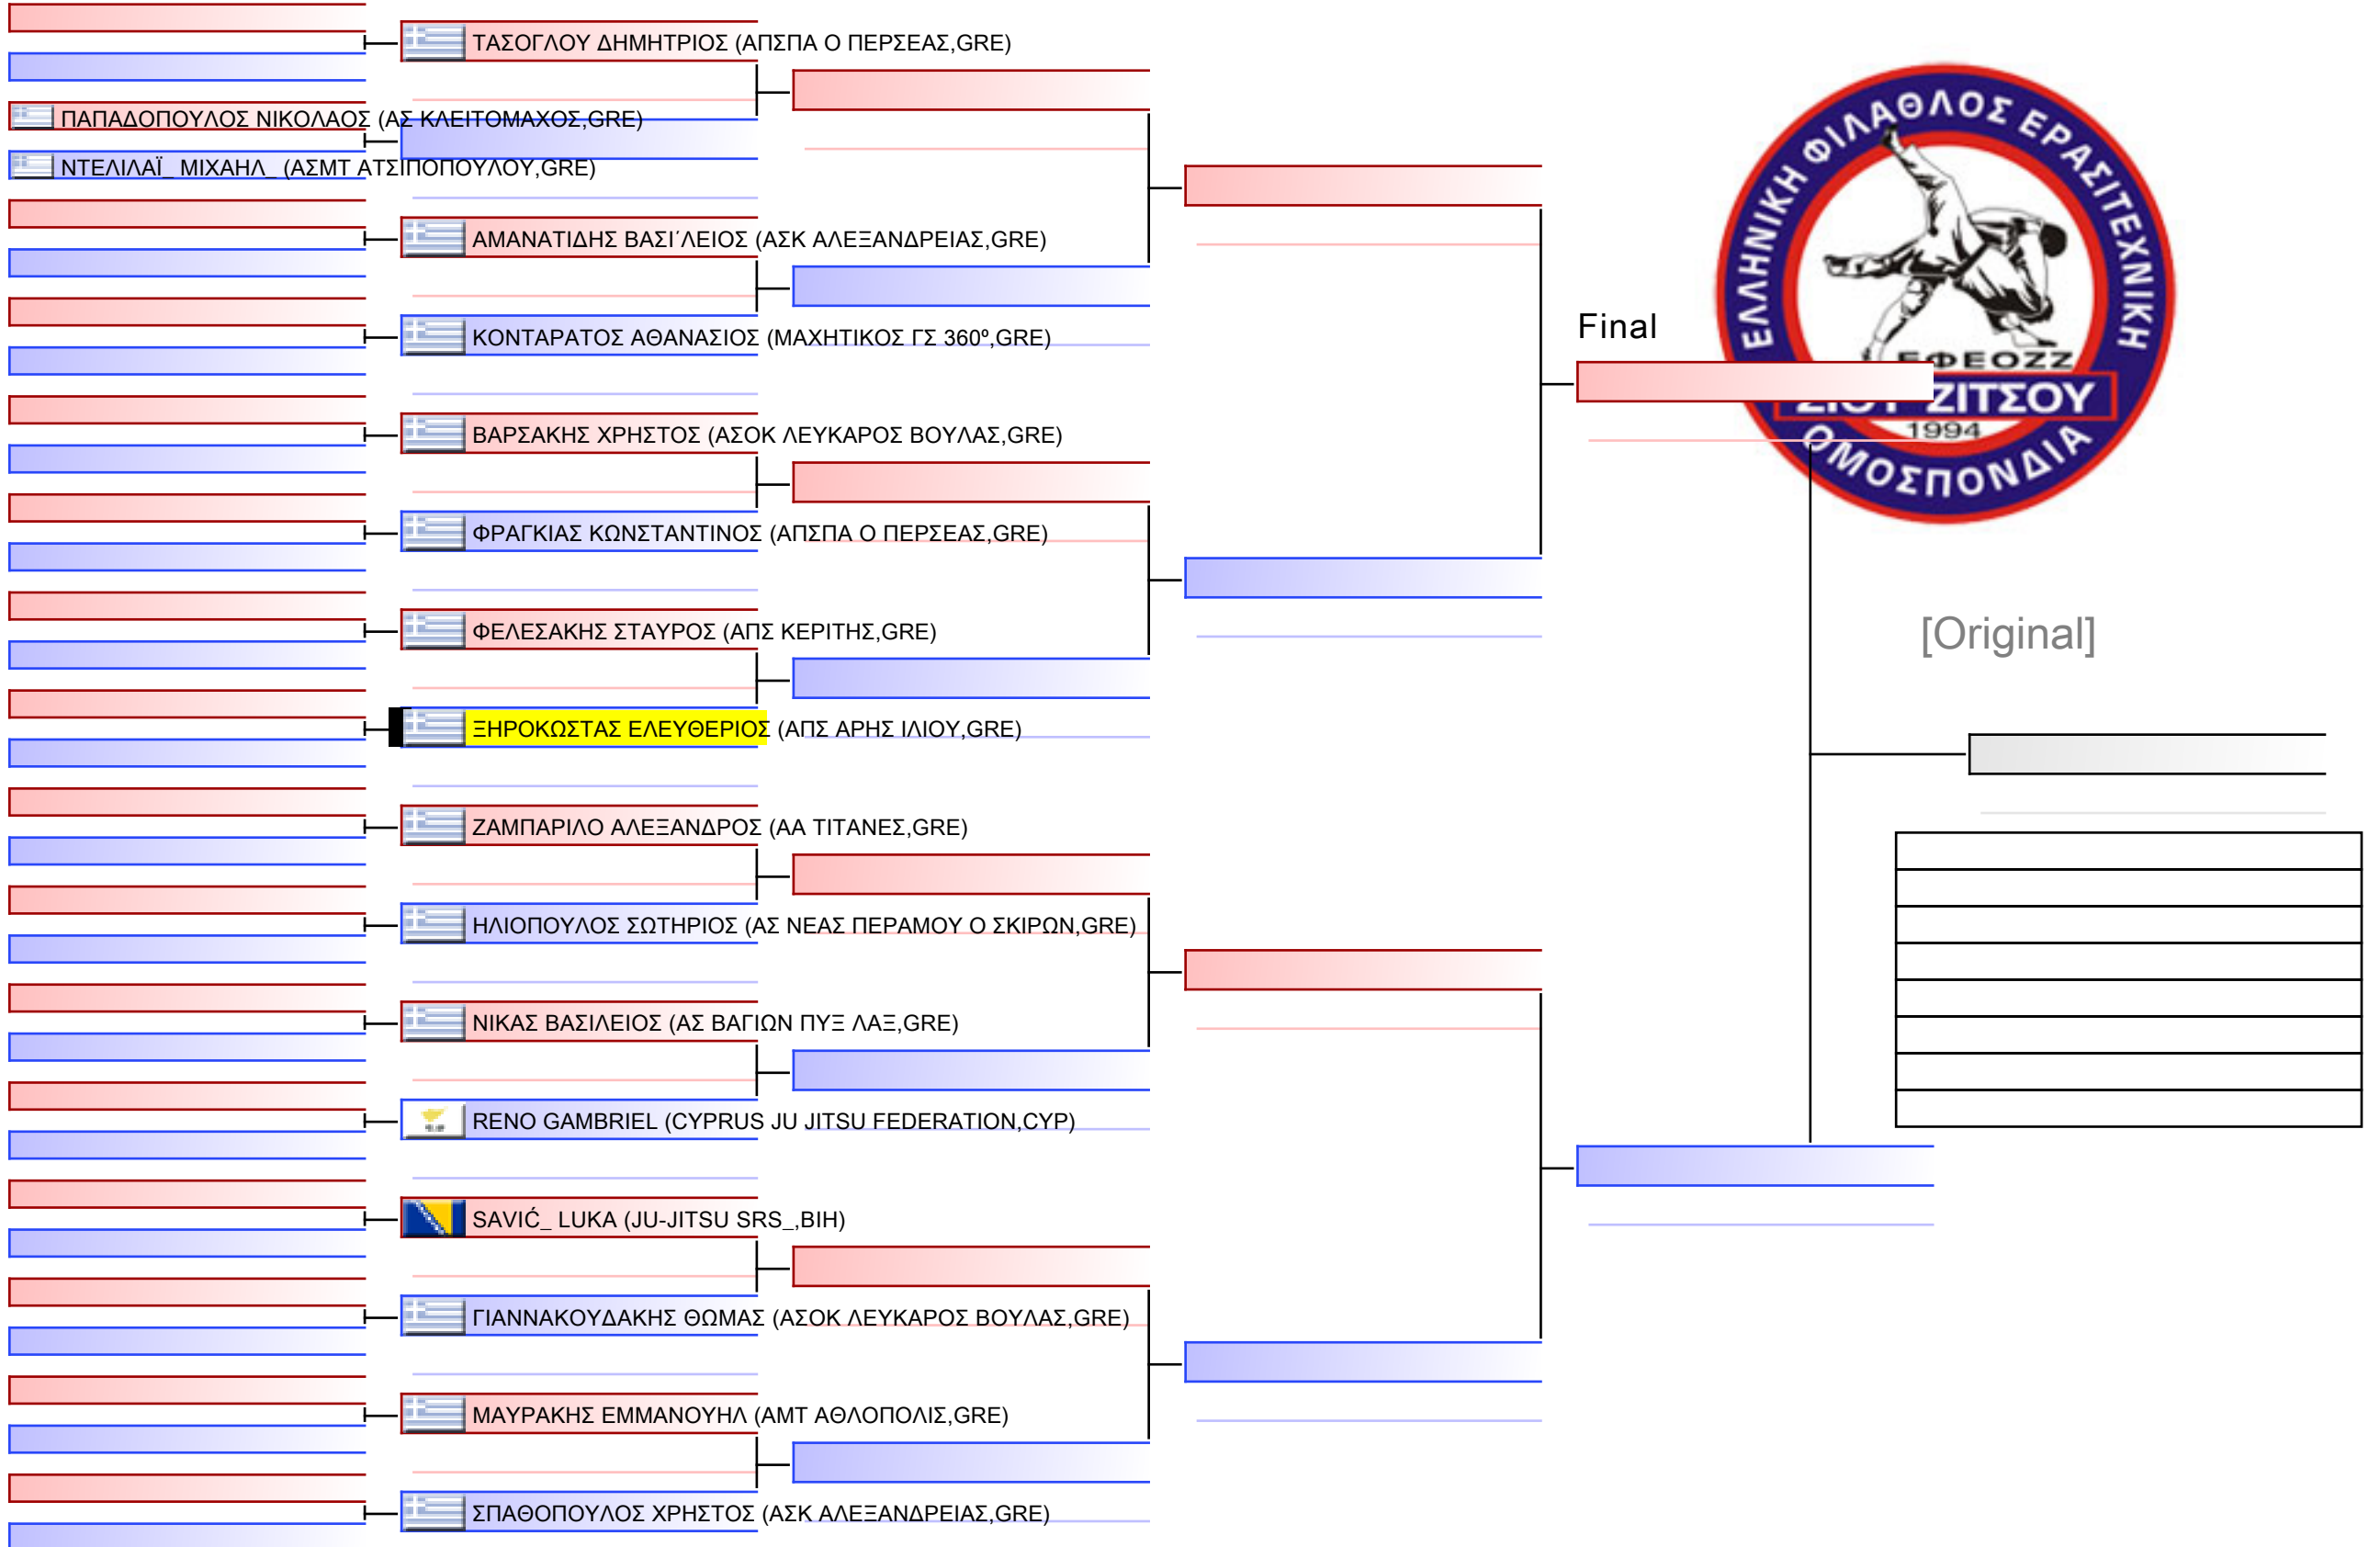 ΤΑΣΟΓΛΟΥ ΔΗΜΗΤΡΙΟΣ (ΑΠΣΠΑ Ο ΠΕΡΣΕΑΣ,GRE)
ΠΑΠΑΔΟΠΟΥΛΟΣ ΝΙΚΟΛΑΟΣ (ΑΣ ΚΛΕΙΤΟΜΑΧΟΣ,GRE)
ΝΤΕΛΙΛΑΪ_ ΜΙΧΑΗΛ_ (ΑΣΜΤ ΑΤΣΙΠΟΠΟΥΛΟΥ,GRE)
ΑΜΑΝΑΤΙΔΗΣ ΒΑΣΙ΄ΛΕΙΟΣ (ΑΣΚ ΑΛΕΞΑΝΔΡΕΙΑΣ,GRE)
ΚΟΝΤΑΡΑΤΟΣ ΑΘΑΝΑΣΙΟΣ (ΜΑΧΗΤΙΚΟΣ ΓΣ 360º,GRE)
ΒΑΡΣΑΚΗΣ ΧΡΗΣΤΟΣ (ΑΣΟΚ ΛΕΥΚΑΡΟΣ ΒΟΥΛΑΣ,GRE)
ΦΡΑΓΚΙΑΣ ΚΩΝΣΤΑΝΤΙΝΟΣ (ΑΠΣΠΑ Ο ΠΕΡΣΕΑΣ,GRE)
ΦΕΛΕΣΑΚΗΣ ΣΤΑΥΡΟΣ (ΑΠΣ ΚΕΡΙΤΗΣ,GRE)
ΞΗΡΟΚΩΣΤΑΣ ΕΛΕΥΘΕΡΙΟΣ (ΑΠΣ ΑΡΗΣ ΙΛΙΟΥ,GRE)
ΖΑΜΠΑΡΙΛΟ ΑΛΕΞΑΝΔΡΟΣ (ΑΑ ΤΙΤΑΝΕΣ,GRE)
ΗΛΙΟΠΟΥΛΟΣ ΣΩΤΗΡΙΟΣ (ΑΣ ΝΕΑΣ ΠΕΡΑΜΟΥ Ο ΣΚΙΡΩΝ,GRE)
ΝΙΚΑΣ ΒΑΣΙΛΕΙΟΣ (ΑΣ ΒΑΓΙΩΝ ΠΥΞ ΛΑΞ,GRE)
RENO GAMBRIEL (CYPRUS JU JITSU FEDERATION,CYP)
SAVIĆ_ LUKA (JU-JITSU SRS_,BIH)
ΓΙΑΝΝΑΚΟΥΔΑΚΗΣ ΘΩΜΑΣ (ΑΣΟΚ ΛΕΥΚΑΡΟΣ ΒΟΥΛΑΣ,GRE)
ΜΑΥΡΑΚΗΣ ΕΜΜΑΝΟΥΗΛ (ΑΜΤ ΑΘΛΟΠΟΛΙΣ,GRE)
ΣΠΑΘΟΠΟΥΛΟΣ ΧΡΗΣΤΟΣ (ΑΣΚ ΑΛΕΞΑΝΔΡΕΙΑΣ,GRE)
Final
ΕΛΛΗΝΙΚΗ ΦΙΛΑΘΛΟΣ ΕΡΑΣΙΤΕΧΝΙΚΗ
ΕΦΕΟΖΖ
ΖΙΤΣΟΥ
1994
ΟΜΟΣΠΟΝΔΙΑ
[Original]